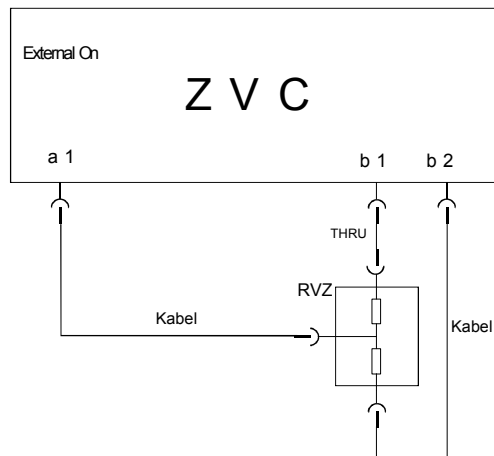 External On
Z V C
a 1
b 1
b 2
THRU
RVZ
Kabel
Kabel